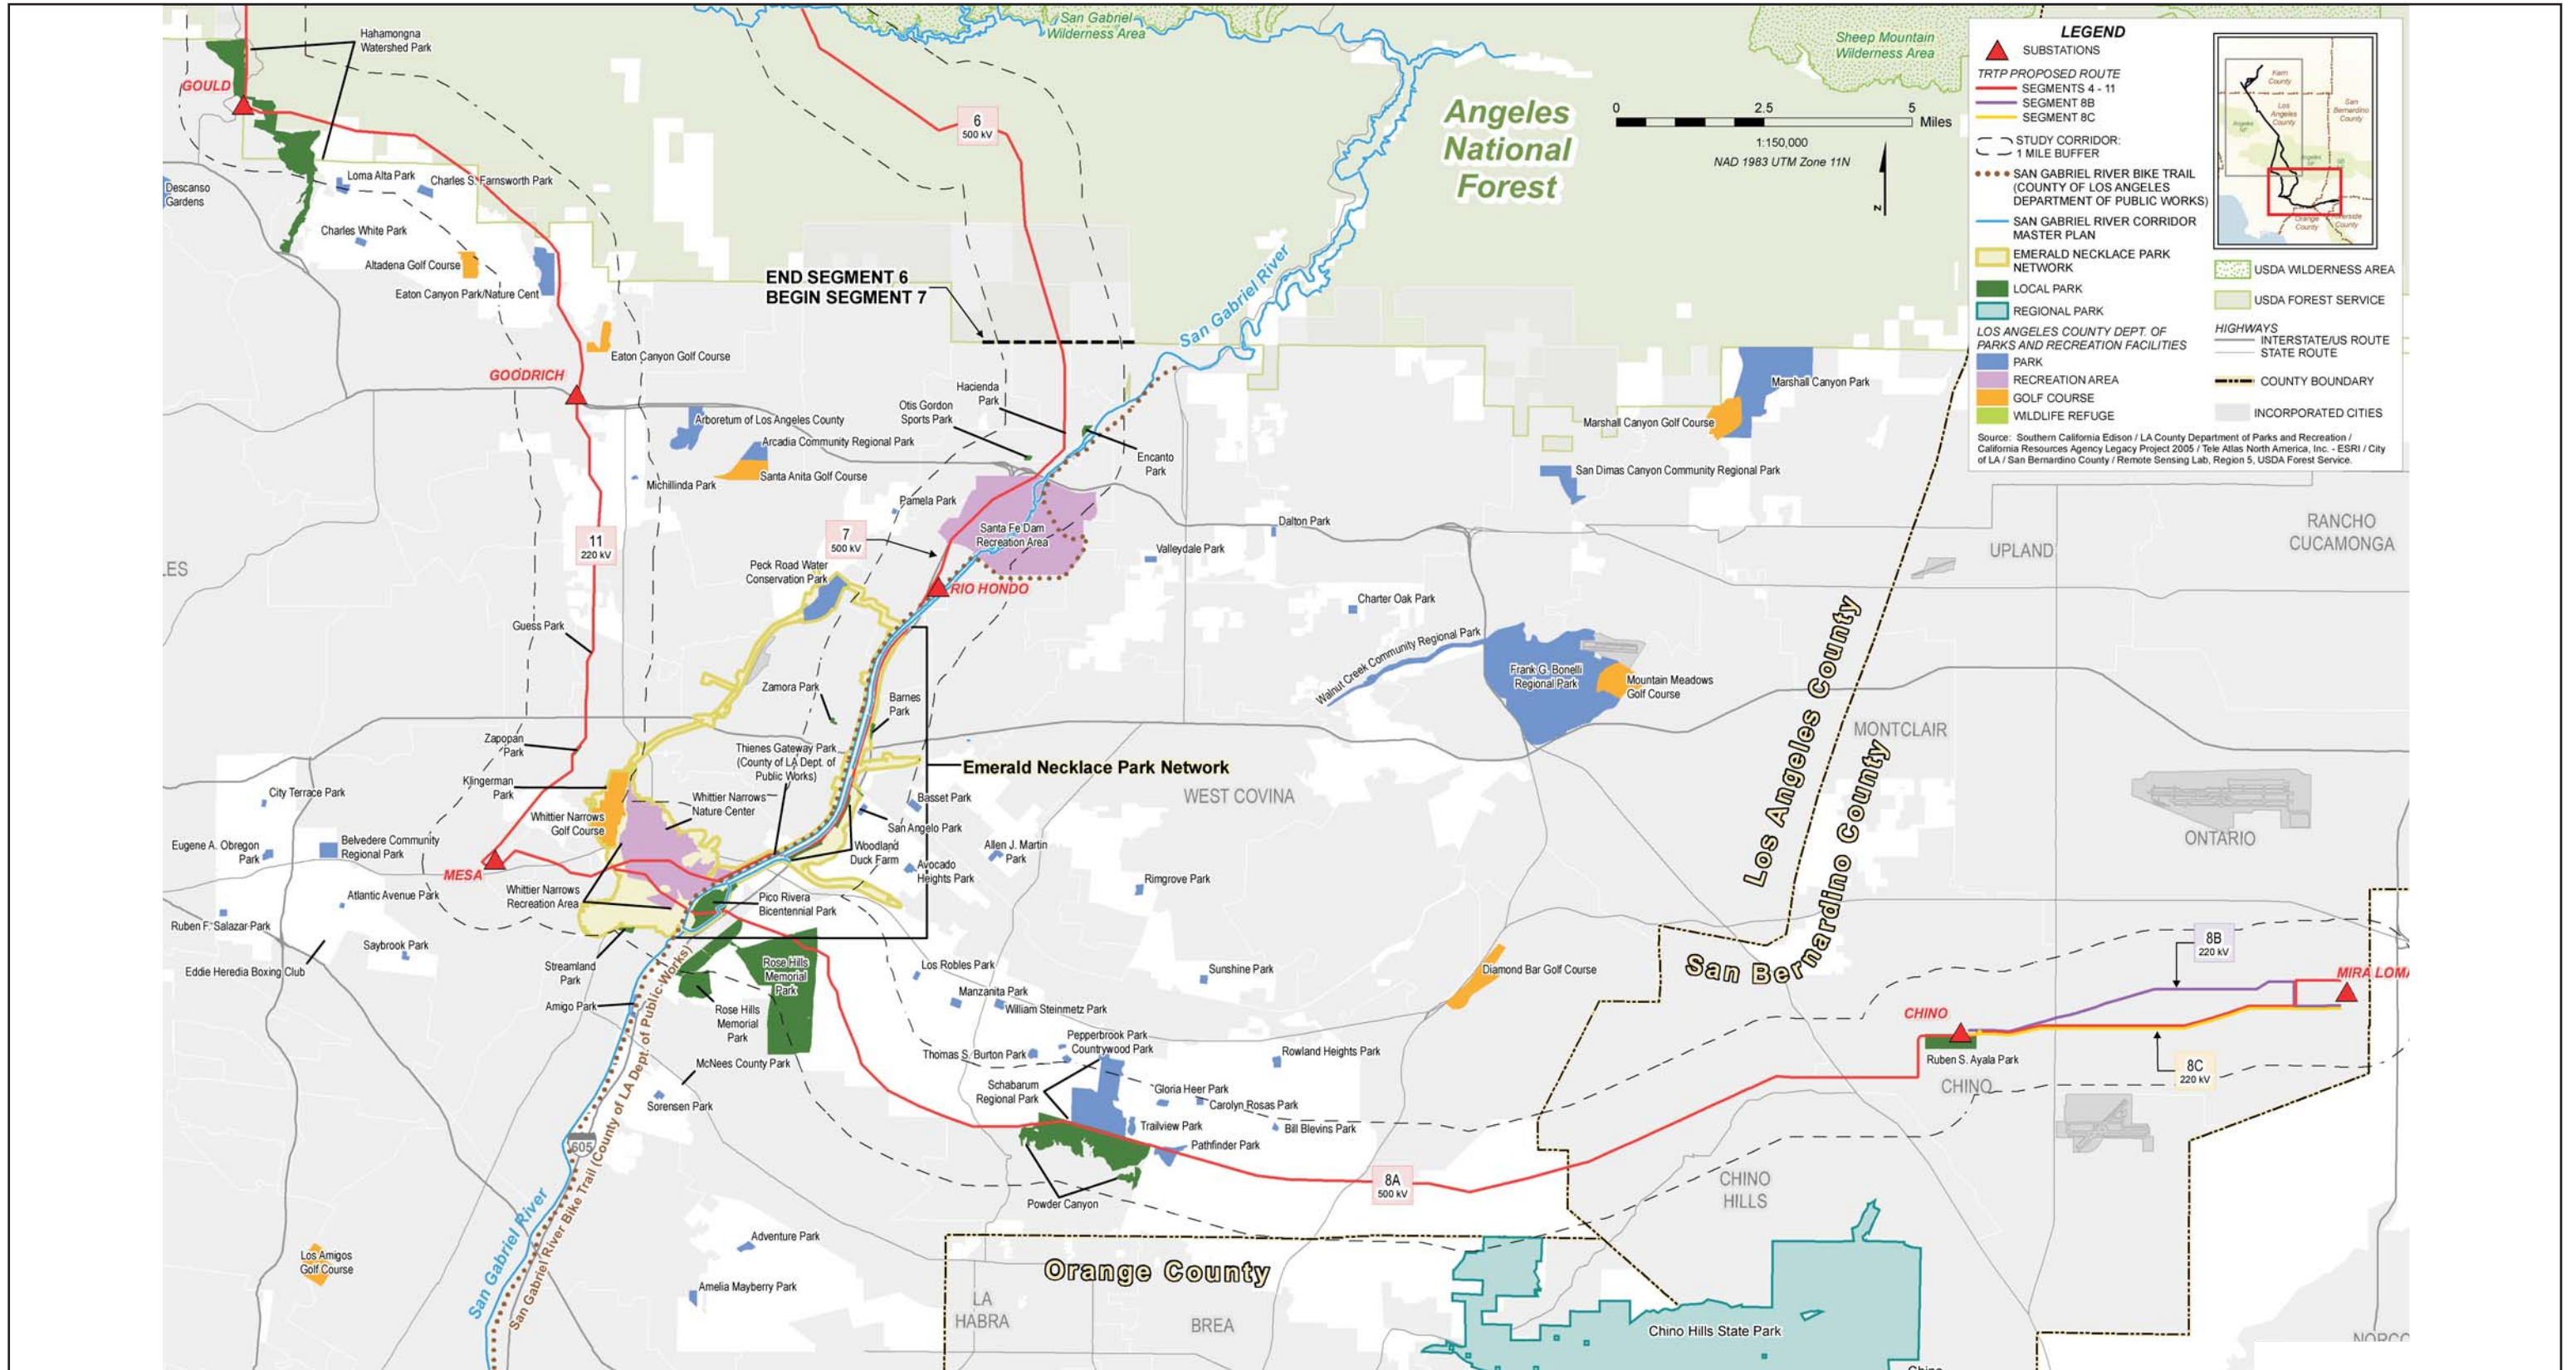 San Gabriel
Wilderness Area
Sheep Mountain
Wilderness Area
Hahamongna
Watershed Park
GOULD
6
500 kV
Angeles
National
Forest
0 2.5 5
Miles
1:150,000
NAD 1983 UTM Zone 11N
N
LEGEND
SUBSTATIONS
TRTP PROPOSED ROUTE
SEGMENTS 4 - 11
SEGMENT 8B
SEGMENT 8C
STUDY CORRIDOR:
1 MILE BUFFER
SAN GABRIEL RIVER BIKE TRAIL
(COUNTY OF LOS ANGELES
DEPARTMENT OF PUBLIC WORKS)
SAN GABRIEL RIVER CORRIDOR
MASTER PLAN
EMERALD NECKLACE PARK
NETWORK
LOCAL PARK
REGIONAL PARK
LOS ANGELES COUNTY DEPT. OF
PARKS AND RECREATION FACILITIES
PARK
RECREATION AREA
GOLF COURSE
WILDLIFE REFUGE
Kern
County
Los
Angeles
County
San
Bernardino
County
Orange
County
County
USDA WILDERNESS AREA
USDA FOREST SERVICE
HIGHWAYS
INTERSTATE/US ROUTE
STATE ROUTE
COUNTY BOUNDARY
INCORPORATED CITIES
Source: Southern California Edison / LA County Department of Parks and Recreation /
California Resources Agency Legacy Project 2005 / Tele Atlas North America, Inc. - ESRI / City
of LA / San Bernardino County / Remote Sensing Lab, Region 5, USDA Forest Service.
Descanso
Gardens
Loma Alta Park
Charles S. Farnsworth Park
Charles White Park
Altadena Golf Course
Eaton Canyon Park/Nature Cent
Eaton Canyon Golf Course
GOODRICH
END SEGMENT 6
BEGIN SEGMENT 7
San Gabriel River
Hacienda
Park
Otis Gordon
Sports Park
Encanto
Park
Arboretum of Los Angeles County
Arcadia Community Regional Park
Santa Anita Golf Course
Michillinda Park
Pamela Park
Marshall Canyon Park
Marshall Canyon Golf Course
San Dimas Canyon Community Regional Park
11
220 kV
7
500 kV
Santa Fe Dam
Recreation Area
Dalton Park
Valleydale Park
LES
UPLAND
RANCHO
CUCAMONGA
Peck Road Water
Conservation Park
RIO HONDO
Charter Oak Park
Guess Park
Walnut Creek Community Regional Park
Frank G. Bonelli
Regional Park
Mountain Meadows
Golf Course
Los Angeles County
San Bernardino County
Zamora Park
Barnes
Park
MONTCLAIR
Zapopan
Park
Thienes Gateway Park
(County of LA Dept. of
Public Works)
Emerald Necklace Park Network
Klingerman
Park
WEST COVINA
City Terrace Park
Whittier Narrows
Nature Center
Basset Park
Whittier Narrows
Golf Course
San Angelo Park
ONTARIO
Eugene A. Obregon
Park
Belvedere Community
Regional Park
Woodland
Duck Farm
Allen J. Martin
Park
MESA
Avocado
Heights Park
Rimgrove Park
Atlantic Avenue Park
Whittier Narrows
Recreation Area
Pico Rivera
Bicentennial Park
Ruben F. Salazar Park
Saybrook Park
Eddie Heredia Boxing Club
Streamland
Park
Rose Hills
Memorial
Park
Los Robles Park
Sunshine Park
Diamond Bar Golf Course
8B
220 kV
MIRA LOMA
Amigo Park
Rose Hills
Memorial
Park
Manzanita Park
William Steinmetz Park
CHINO
McNees County Park
Pepperbrook Park
Countrywood Park
Thomas S. Burton Park
Rowland Heights Park
Ruben S. Ayala Park
8C
220 kV
CHINO
Schabarum
Regional Park
Gloria Heer Park
Carolyn Rosas Park
Sorensen Park
Trailview Park
Bill Blevins Park
Pathfinder Park
605
8A
500 kV
CHINO
HILLS
Powder Canyon
San Gabriel River
San Gabriel River Bike Trail (County of LA Dept. of Public Works)
Adventure Park
Los Amigos
Golf Course
Amelia Mayberry Park
Orange County
LA
HABRA
BREA
Chino Hills State Park
NORCO
Chino